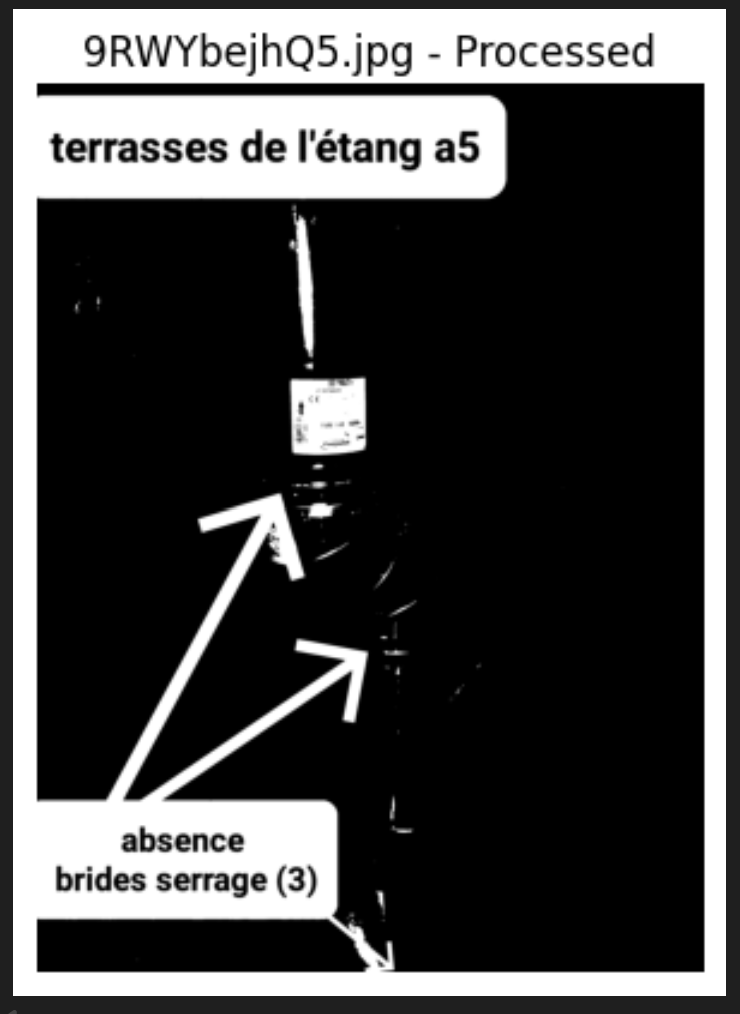 9RWYbejhQ5.jpg - Processed
terrasses de l'étang a5
absence
brides serrage (3)